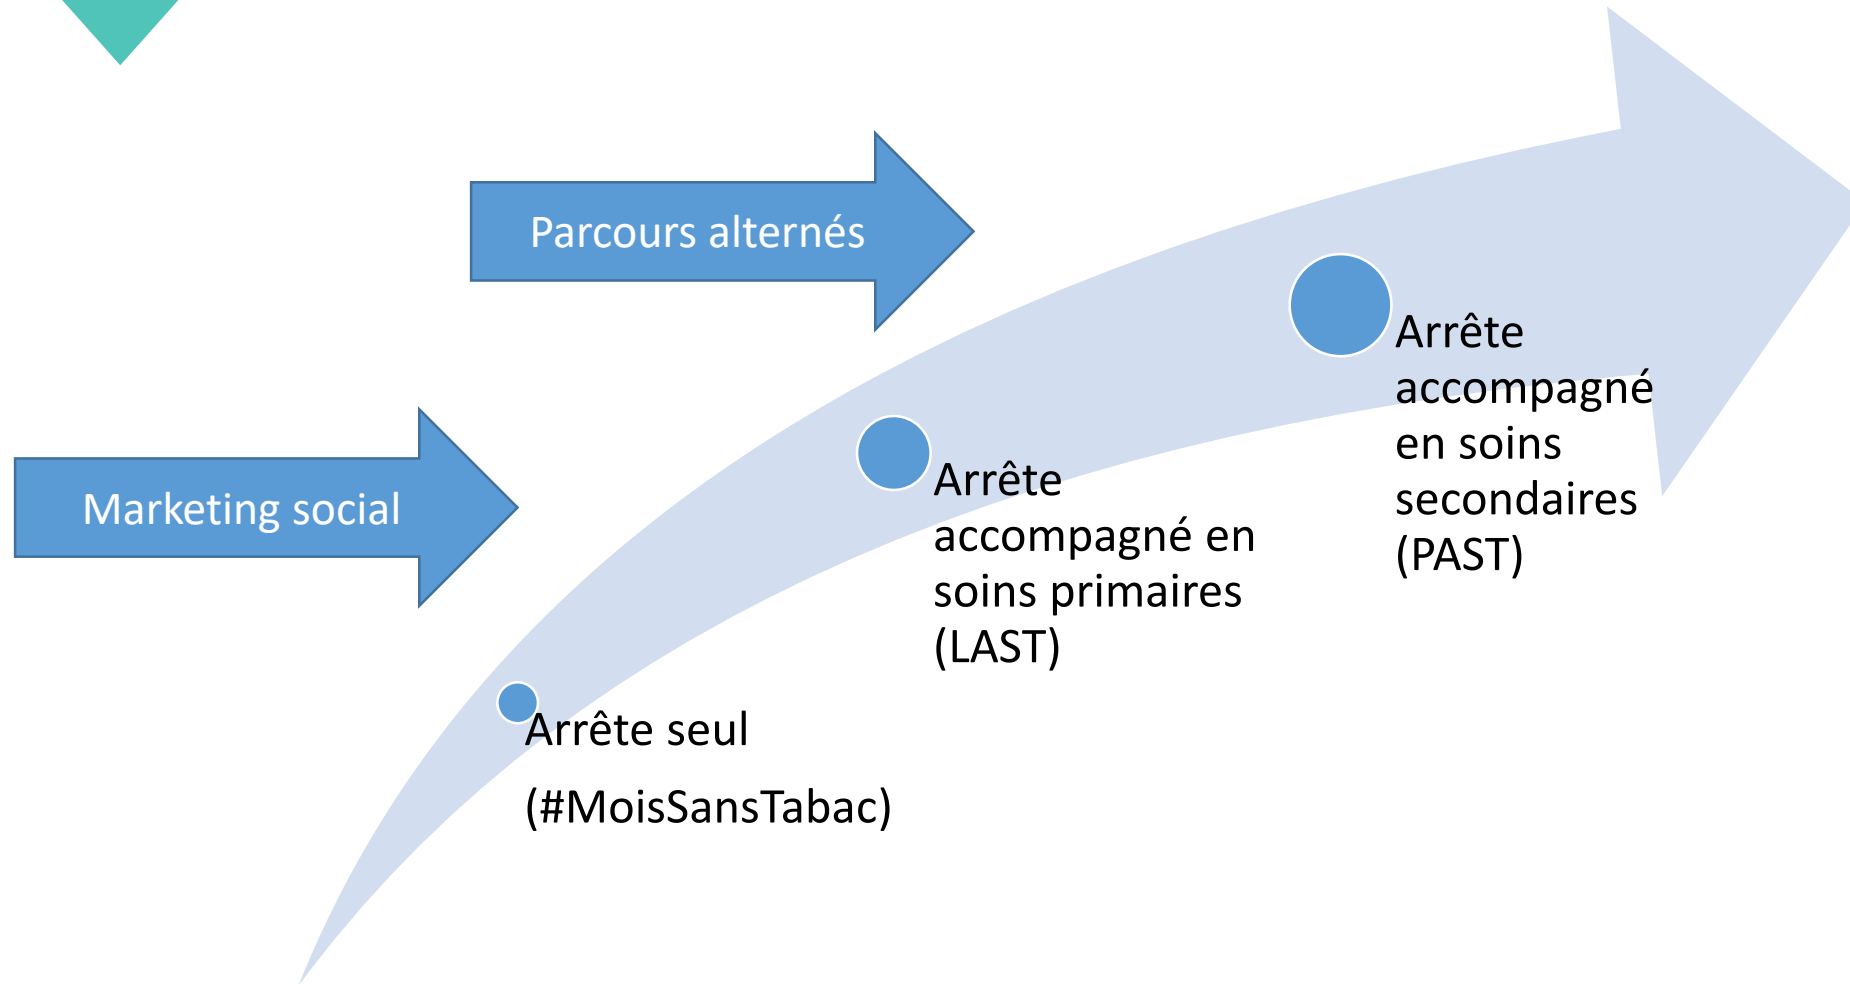 Parcours alternés
Marketing social
Arrête seul
(#MoisSansTabac)
Arrête
accompagné en
soins primaires
(LAST)
Arrête
accompagné
en soins
secondaires
(PAST)